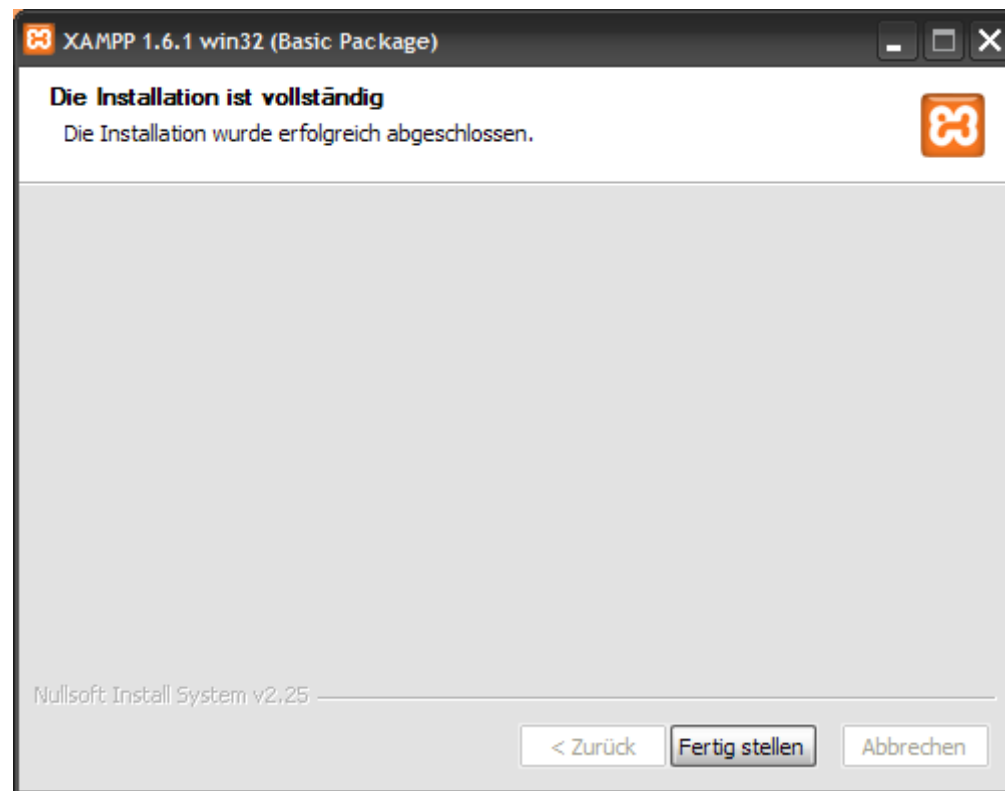 XAMPP 1.6.1 win32 (Basic Package)
Die Installation ist vollständig
Die Installation wurde erfolgreich abgeschlossen.
Nullsoft Install System v2.25
< Zurück Fertig stellen Abbrechen